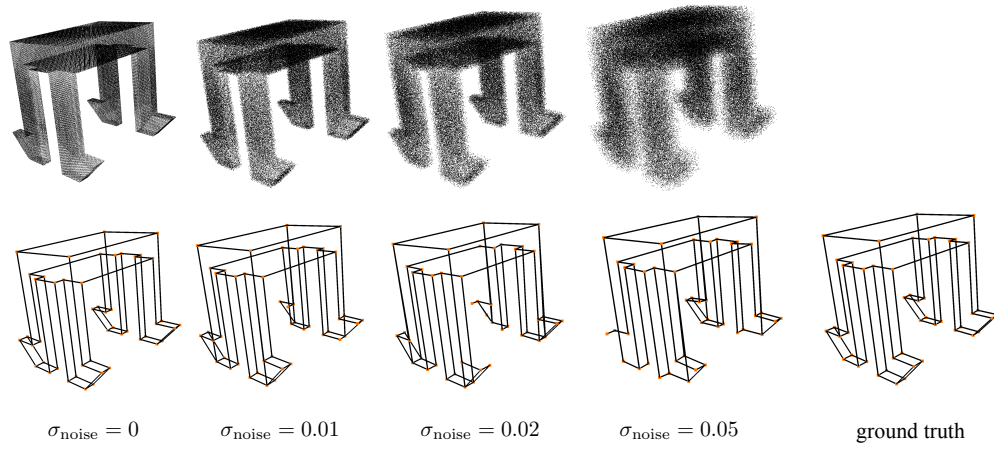 σ_noise = 0 σ_noise = 0.01 σ_noise = 0.02 σ_noise = 0.05 ground truth